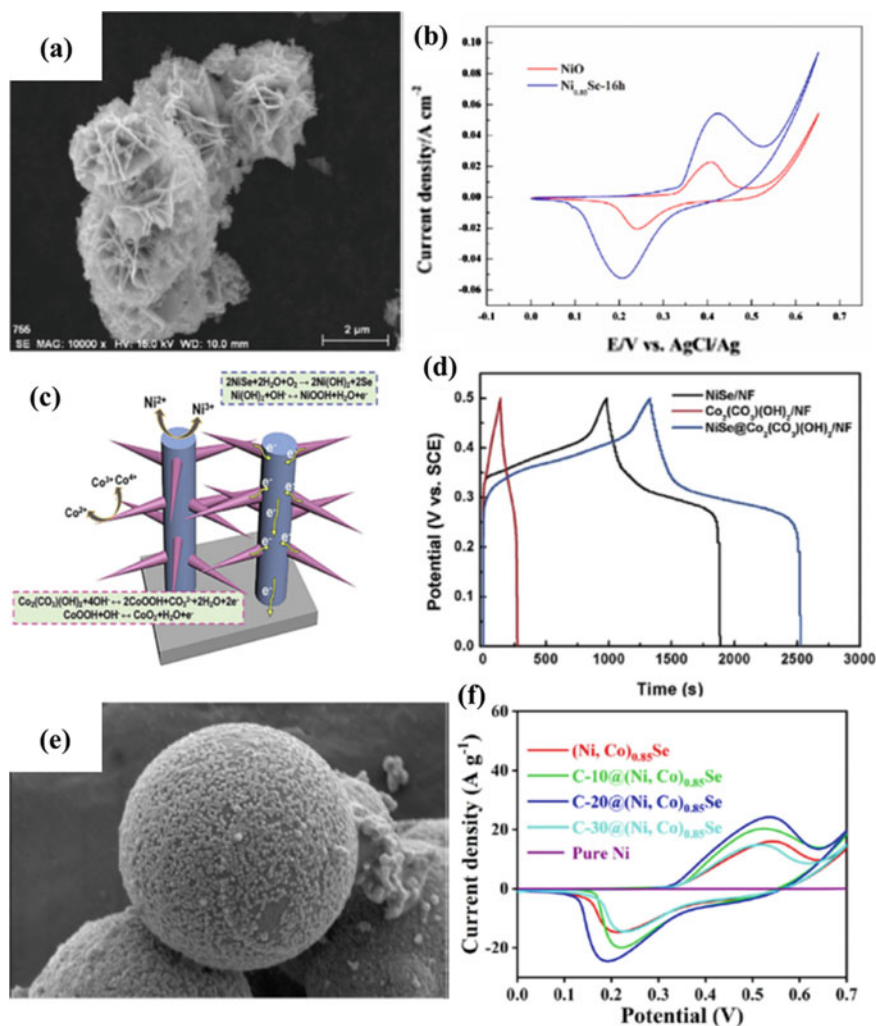 (a)
755
SE MAG: 10000 x HV: 15.0 kV WD: 10.0 mm
2 µm
(b)
NiO
Ni0.85Se-16h
Current density/A cm-2
0.10
0.08
0.06
0.04
0.02
0.00
-0.02
-0.04
-0.06
-0.1 0.0 0.1 0.2 0.3 0.4 0.5 0.6 0.7
E/V vs. AgCl/Ag
(c)
2NiSe+2H2O+O2→2Ni(OH)2+2Se
Ni(OH)2+OH-↔NiOOH+H2O+e-
Ni2+
Ni3+
Co3+ Co4+
Co2+
e- e-
e- e-
e-
e- e-
e-
Co2(CO3)(OH)2+4OH-↔2CoOOH+CO32-+2H2O+2e-
CoOOH+OH-↔CoO2+H2O+e-
(d)
NiSe/NF
Co2(CO3)(OH)2/NF
NiSe@Co2(CO3)(OH)2/NF
Potential (V vs. SCE)
0.5
0.4
0.3
0.2
0.1
0.0
0 500 1000 1500 2000 2500 3000
Time (s)
(e)
(f)
(Ni, Co)0.85Se
C-10@(Ni, Co)0.85Se
C-20@(Ni, Co)0.85Se
C-30@(Ni, Co)0.85Se
Pure Ni
Current density (A g-1)
60
40
20
0
-20
0.0 0.1 0.2 0.3 0.4 0.5 0.6 0.7
Potential (V)